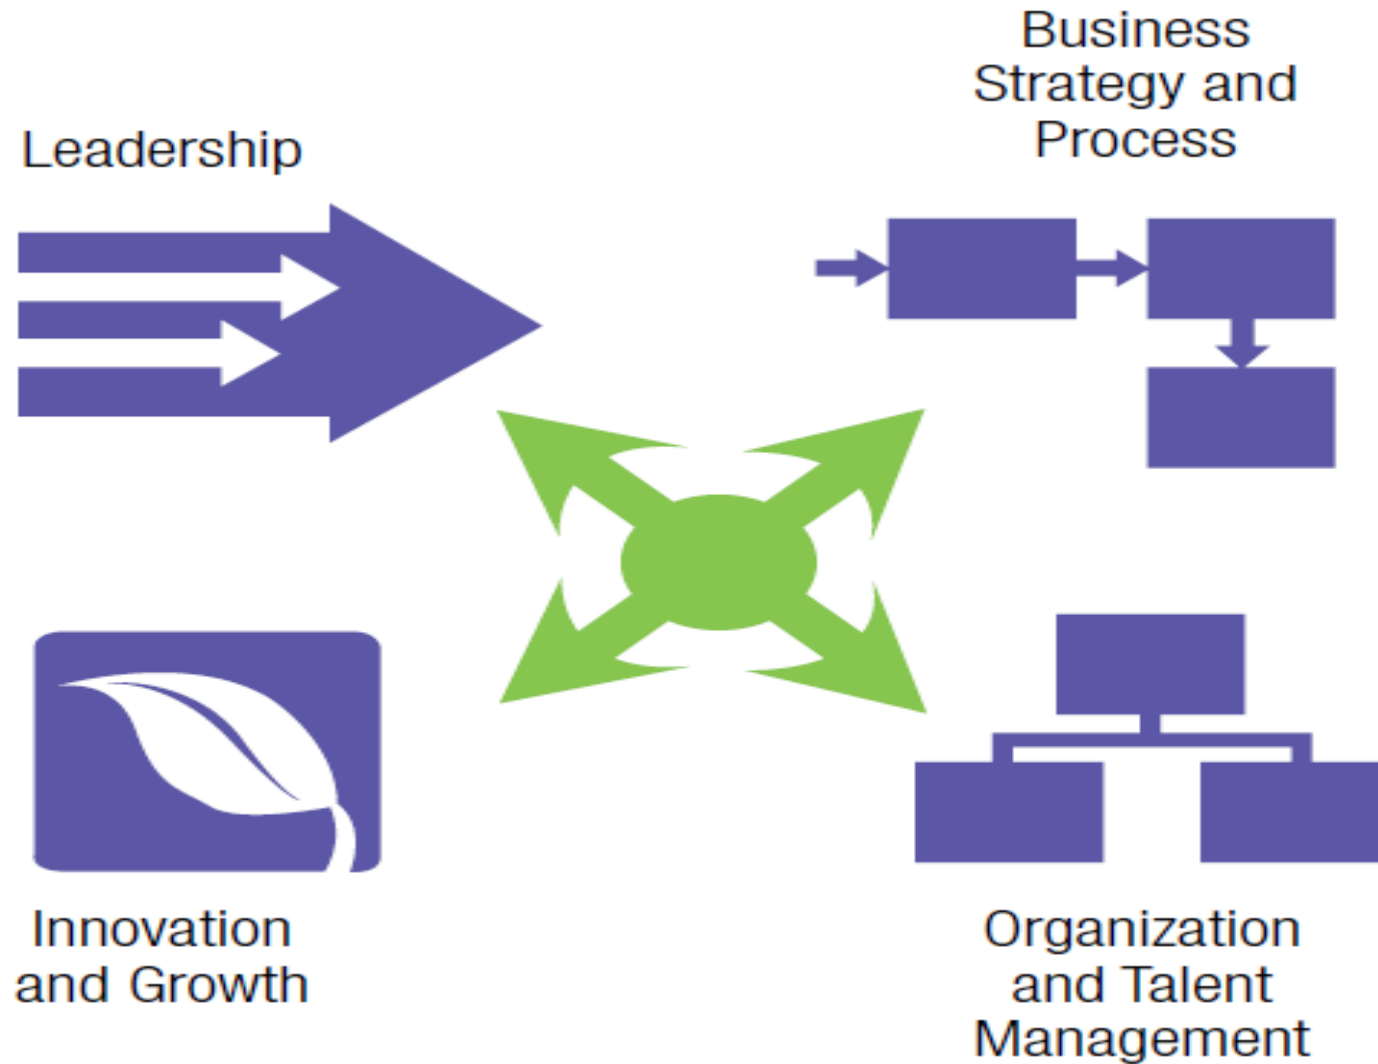 Leadership
Business
Strategy and
Process
Innovation
and Growth
Organization
and Talent
Management